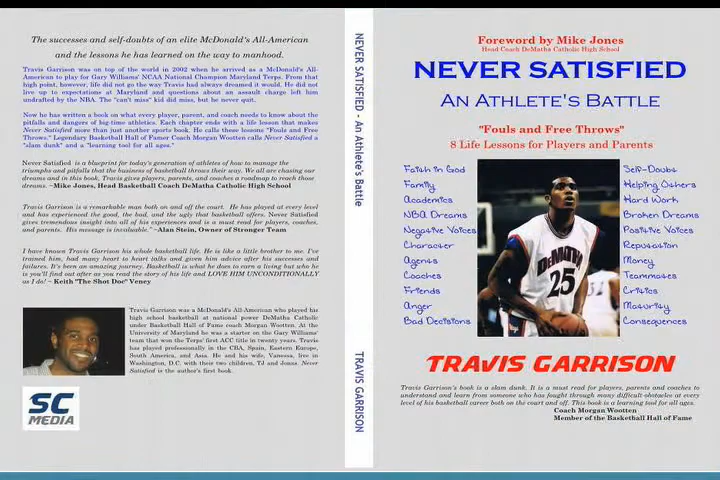 The successes and self-doubts of an elite McDonald's All-American
and the lessons he has learned on the way to manhood.
Travis Garrison was on top of the world in 2002 when he arrived as a McDonald's All-
American to play for Gary Williams' NCAA National Champion Maryland Terps. From that
high point, however, life did not go the way Travis had always dreamed it would. He did not
live up to expectations at Maryland and questions about an assault charge left him
undrafted by the NBA. The "can't miss" kid did miss, but he never quit.
Now he has written a book on what every player, parent, and coach needs to know about the
pitfalls and dangers of big-time athletics. Each chapter ends with a life lesson that makes
Never Satisfied more than just another sports book. He calls these lessons "Fouls and Free
Throws." Legendary Basketball Hall of Famer Coach Morgan Wootten calls Never Satisfied a
"slam dunk" and a "learning tool for all ages."
Never Satisfied is a blueprint for today's generation of athletes of how to manage the
triumphs and pitfalls that the business of basketball throws their way. We all are chasing our
dreams and in this book, Travis gives players, parents, and coaches a roadmap to reach those
dreams. ~Mike Jones, Head Basketball Coach DeMatha Catholic High School
Travis Garrison is a remarkable man both on and off the court. He has played at every level
and has experienced the good, the bad, and the ugly that basketball offers. Never Satisfied
gives tremendous insight into all of his experiences and is a must read for players, coaches,
and parents. His message is invaluable." ~Alan Stein, Owner of Stronger Team
I have known Travis Garrison his whole basketball life. He is like a little brother to me. I've
trained him, had many heart to heart talks and given him advice after his successes and
failures. It's been an amazing journey. Basketball is what he does to earn a living but who he
is you'll find out after as you read the story of his life and LOVE HIM UNCONDITIONALLY
as I do! ~ Keith "The Shot Doc" Veney
Travis Garrison was a McDonald's All-American who played his
high school basketball at national power DeMatha Catholic
under Basketball Hall of Fame coach Morgan Wootten. At the
University of Maryland he was a starter on the Gary Williams'
team that won the Terps' first ACC title in twenty years. Travis
has played professionally in the CBA, Spain, Eastern Europe,
South America, and Asia. He and his wife, Vanessa, live in
Washington, D.C. with their two children, TJ and Jonas. Never
Satisfied is the author's first book.
SC
MEDIA
NEVER SATISFIED - An Athlete's Battle
TRAVIS GARRISON
Foreword by Mike Jones
Head Coach DeMatha Catholic High School
NEVER SATISFIED
AN ATHLETE'S BATTLE
"Fouls and Free Throws"
8 Life Lessons for Players and Parents
Faith in God
Family
Academics
NBA Dreams
Negative Voices
Character
Agents
Coaches
Friends
Anger
Bad Decisions
DEMATHA
25
Self-Doubt
Helping Others
Hard Work
Broken Dreams
Positive Voices
Reputation
Money
Teammates
Critics
Maturity
Consequences
TRAVIS GARRISON
Travis Garrison's book is a slam dunk. It is a must read for players, parents and coaches to
understand and learn from someone who has fought through many difficult obstacles at every
level of his basketball career both on the court and off. This book is a learning tool for all ages.
Coach Morgan Wootten
Member of the Basketball Hall of Fame